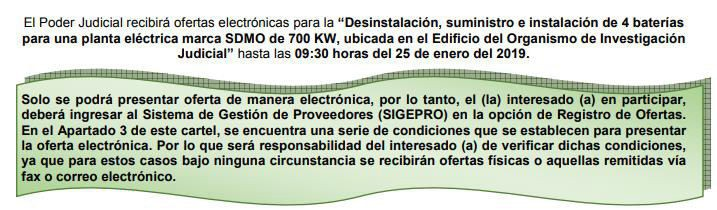 El Poder Judicial recibirá ofertas electrónicas para la “Desinstalación, suministro e instalación de 4 baterías
para una planta eléctrica marca SDMO de 700 KW, ubicada en el Edificio del Organismo de Investigación
Judicial” hasta las 09:30 horas del 25 de enero del 2019.
Solo se podrá presentar oferta de manera electrónica, por lo tanto, el (la) interesado (a) en participar,
deberá ingresar al Sistema de Gestión de Proveedores (SIGEPRO) en la opción de Registro de Ofertas.
En el Apartado 3 de este cartel, se encuentra una serie de condiciones que se establecen para presentar
la oferta electrónica. Por lo que será responsabilidad del interesado (a) de verificar dichas condiciones,
ya que para estos casos bajo ninguna circunstancia se recibirán ofertas físicas o aquellas remitidas vía
fax o correo electrónico.